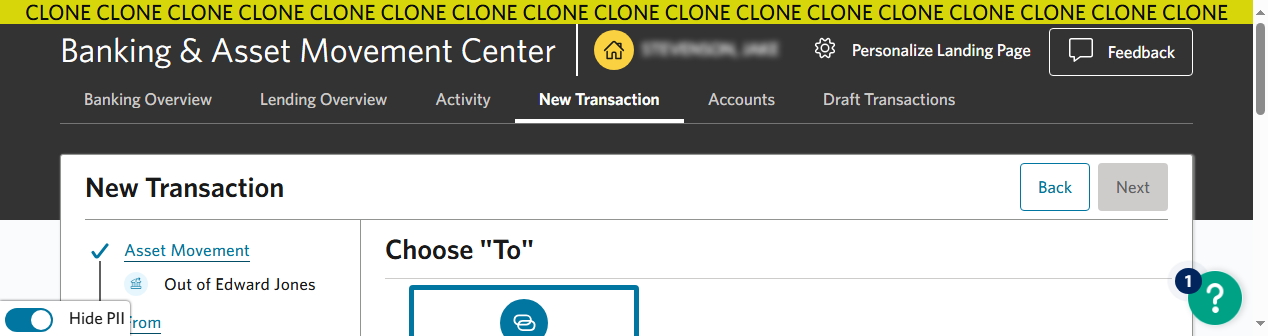 CLONE CLONE CLONE CLONE CLONE CLONE CLONE CLONE CLONE CLONE CLONE CLONE CLONE CLONE CLONE CLONE CLONE
Banking & Asset Movement Center
Personalize Landing Page
Feedback
Banking Overview Lending Overview Activity New Transaction Accounts Draft Transactions
New Transaction
Back Next
Asset Movement
Choose "To"
Out of Edward Jones
1
?
Hide PII
rom